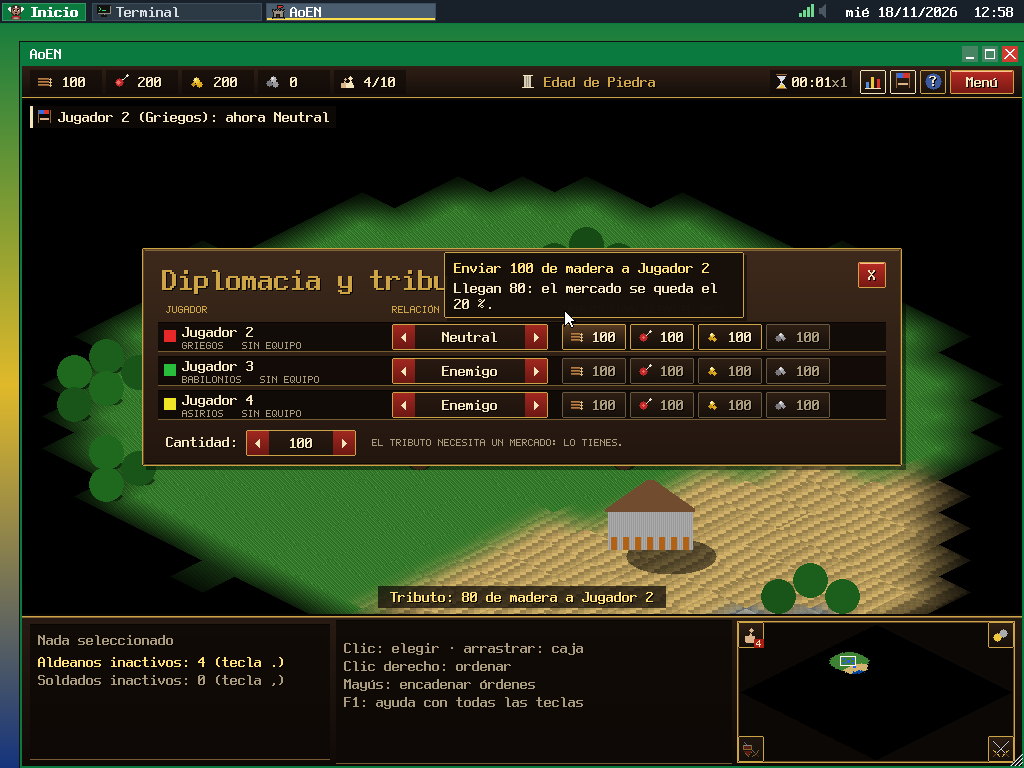 Inicio
Terminal
AoEN
mié 18/11/2026 12:58
AoEN
100 200 200 0 4/10
Edad de Piedra
00:01x1
?
Menú
Jugador 2 (Griegos): ahora Neutral
Diplomacia y tribu
X
Enviar 100 de madera a Jugador 2
Llegan 80: el mercado se queda el
20 %.
JUGADOR
RELACIÓN
Jugador 2
GRIEGOS SIN EQUIPO
Neutral
100 100 100 100
Jugador 3
BABILONIOS SIN EQUIPO
Enemigo
100 100 100 100
Jugador 4
ASIRIOS SIN EQUIPO
Enemigo
100 100 100 100
Cantidad: 100
EL TRIBUTO NECESITA UN MERCADO: LO TIENES.
Tributo: 80 de madera a Jugador 2
Nada seleccionado
Aldeanos inactivos: 4 (tecla .)
Soldados inactivos: 0 (tecla ,)
Clic: elegir · arrastrar: caja
Clic derecho: ordenar
Mayús: encadenar órdenes
F1: ayuda con todas las teclas
4